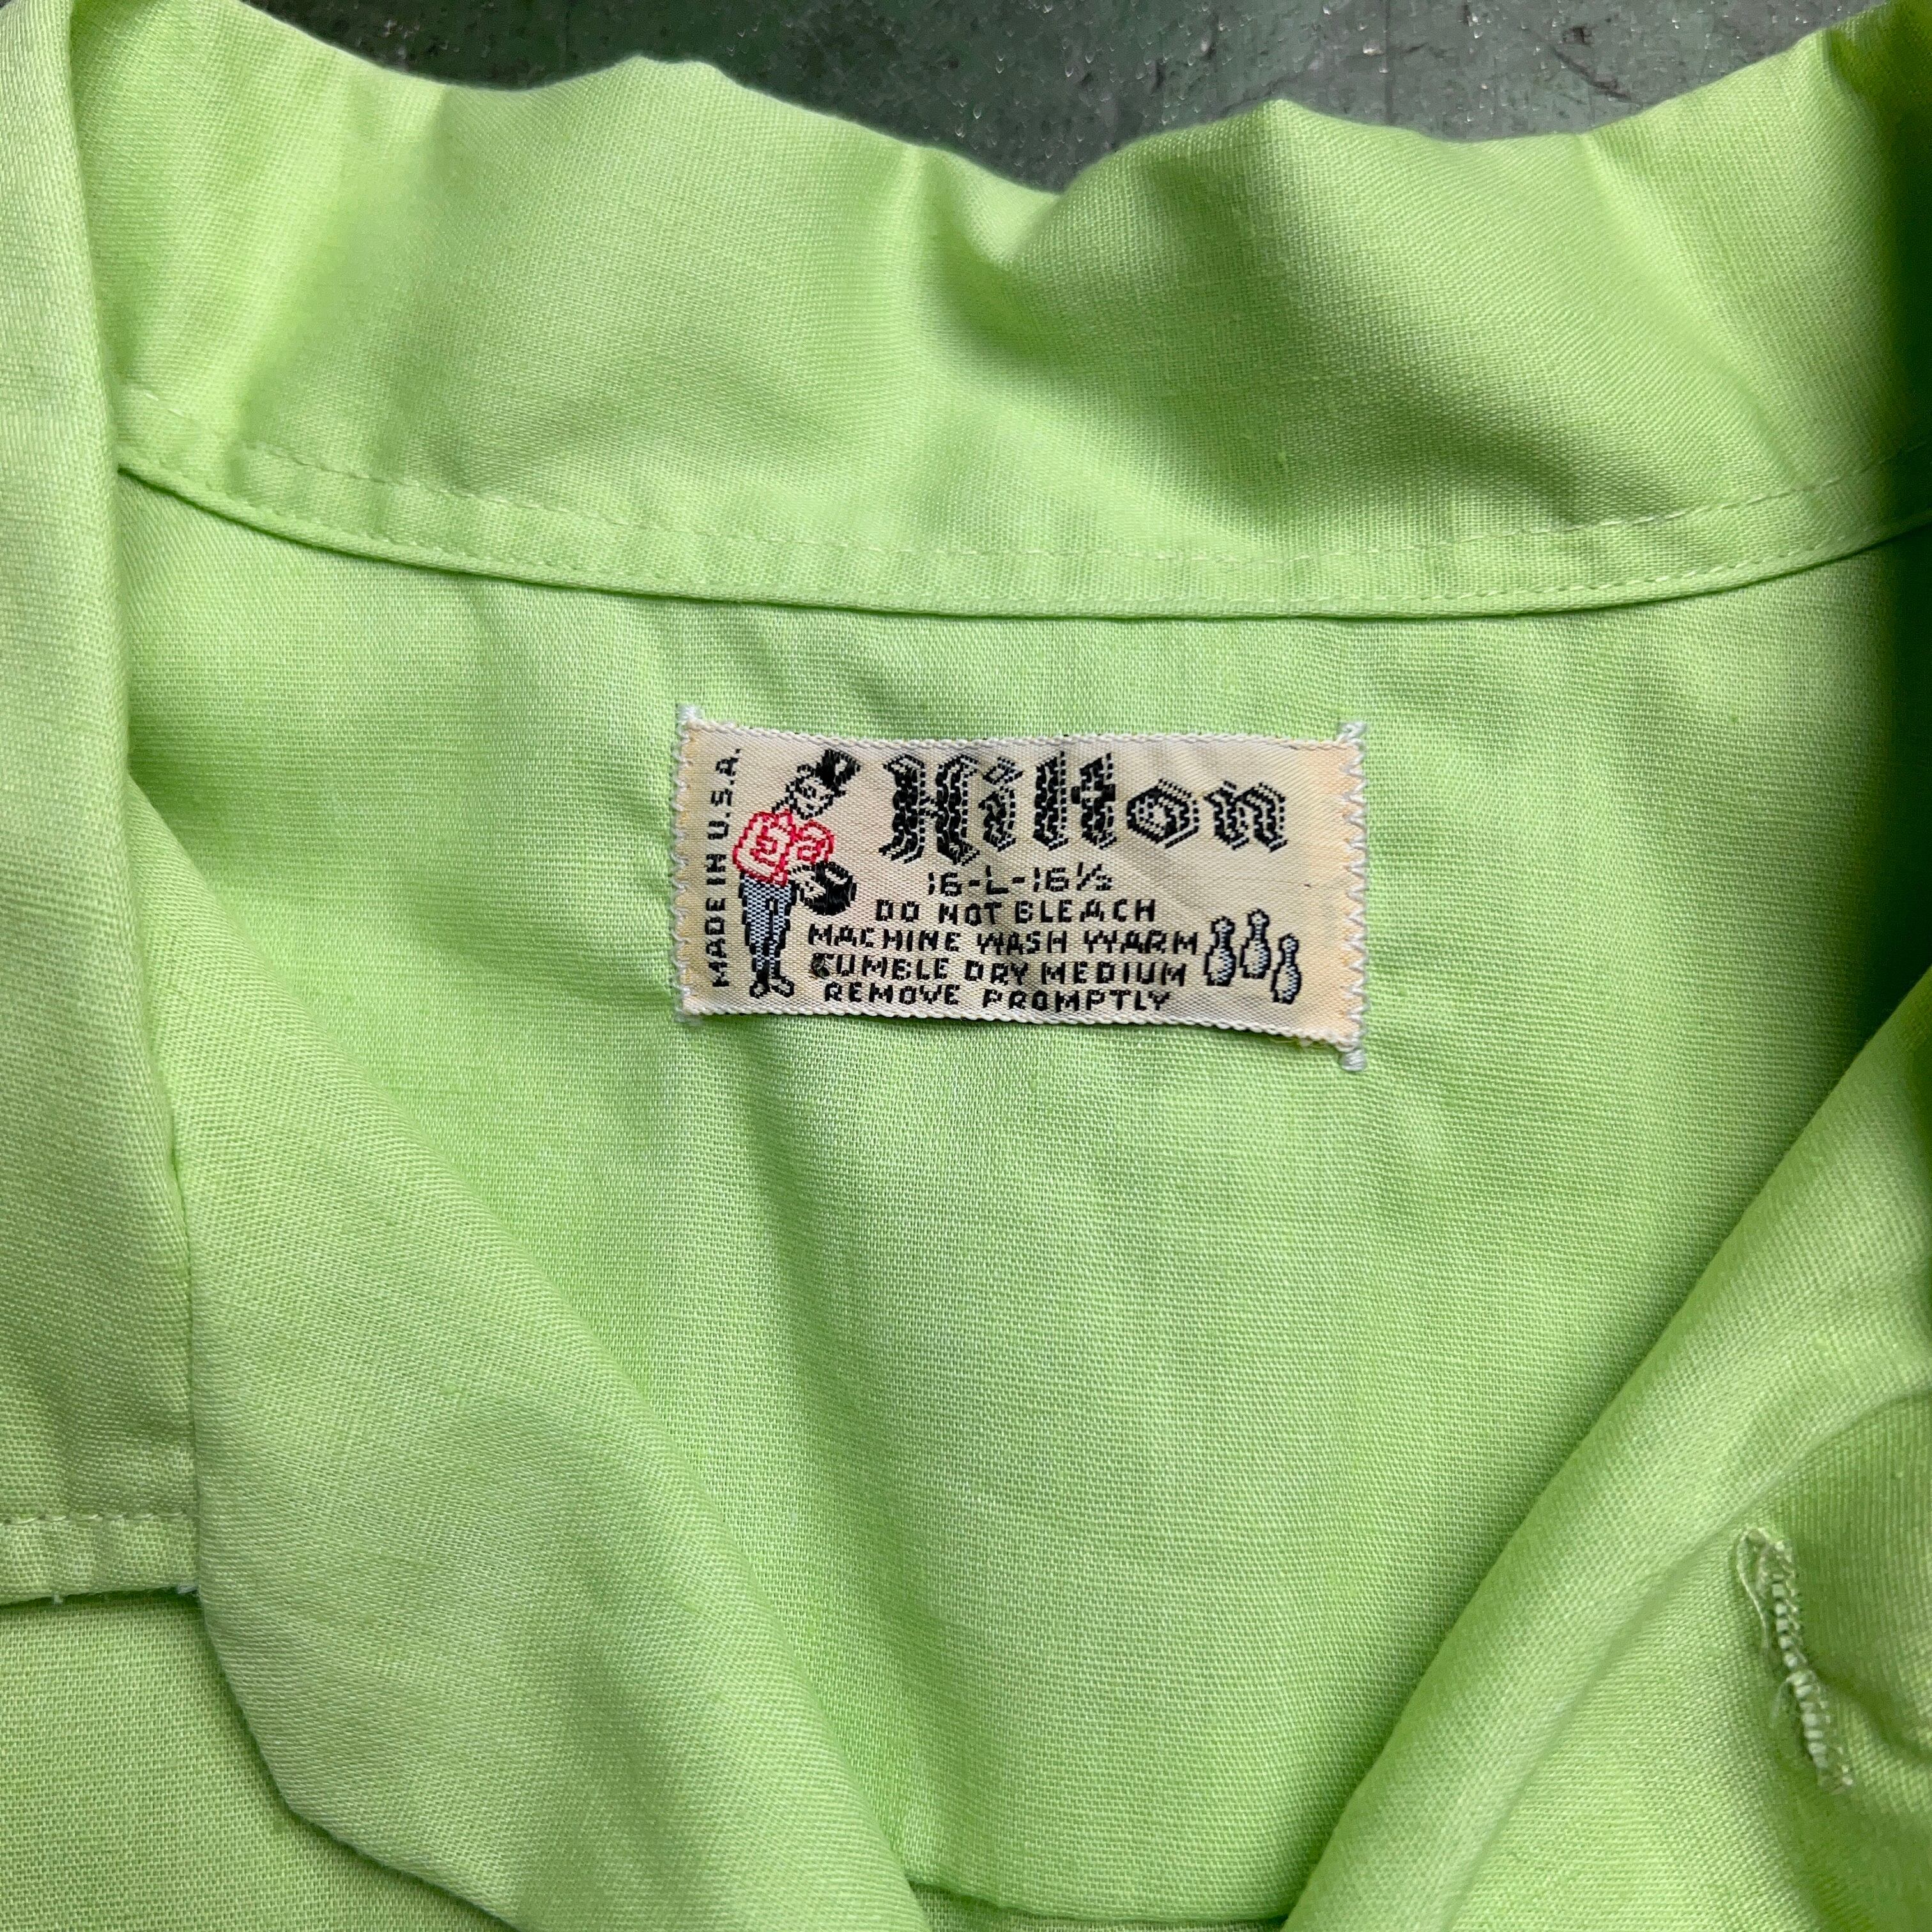 MADE IN U.S.A.
Hilton
16-L-16½
DO NOT BLEACH
MACHINE WASH WARM
TUMBLE DRY MEDIUM
REMOVE PROMPTLY